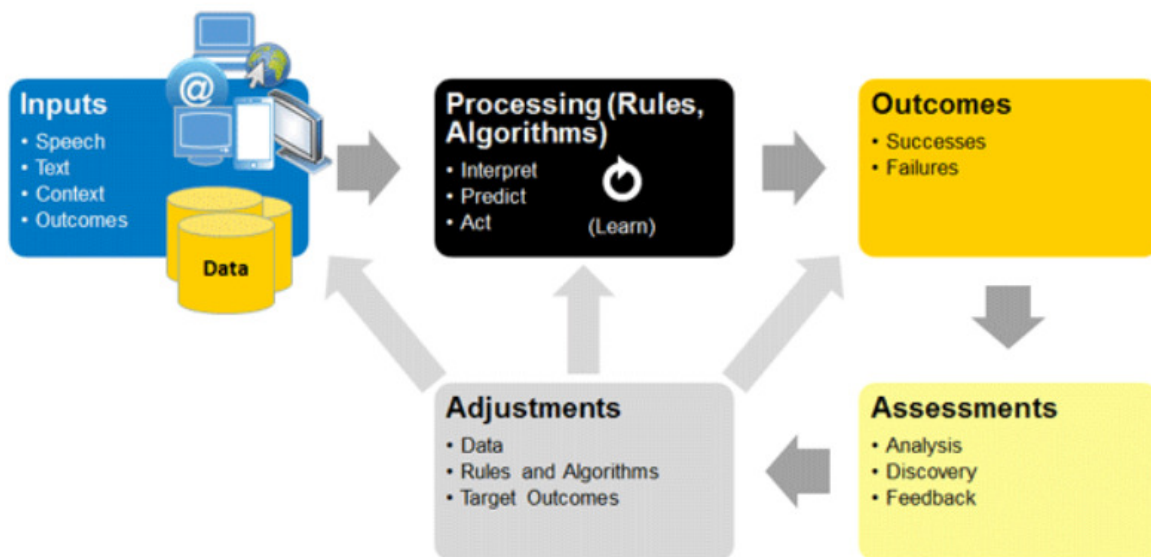 Inputs
• Speech
• Text
• Context
• Outcomes
@
Data
Processing (Rules,
Algorithms)
• Interpret
• Predict
• Act
(Learn)
Outcomes
• Successes
• Failures
Adjustments
• Data
• Rules and Algorithms
• Target Outcomes
Assessments
• Analysis
• Discovery
• Feedback